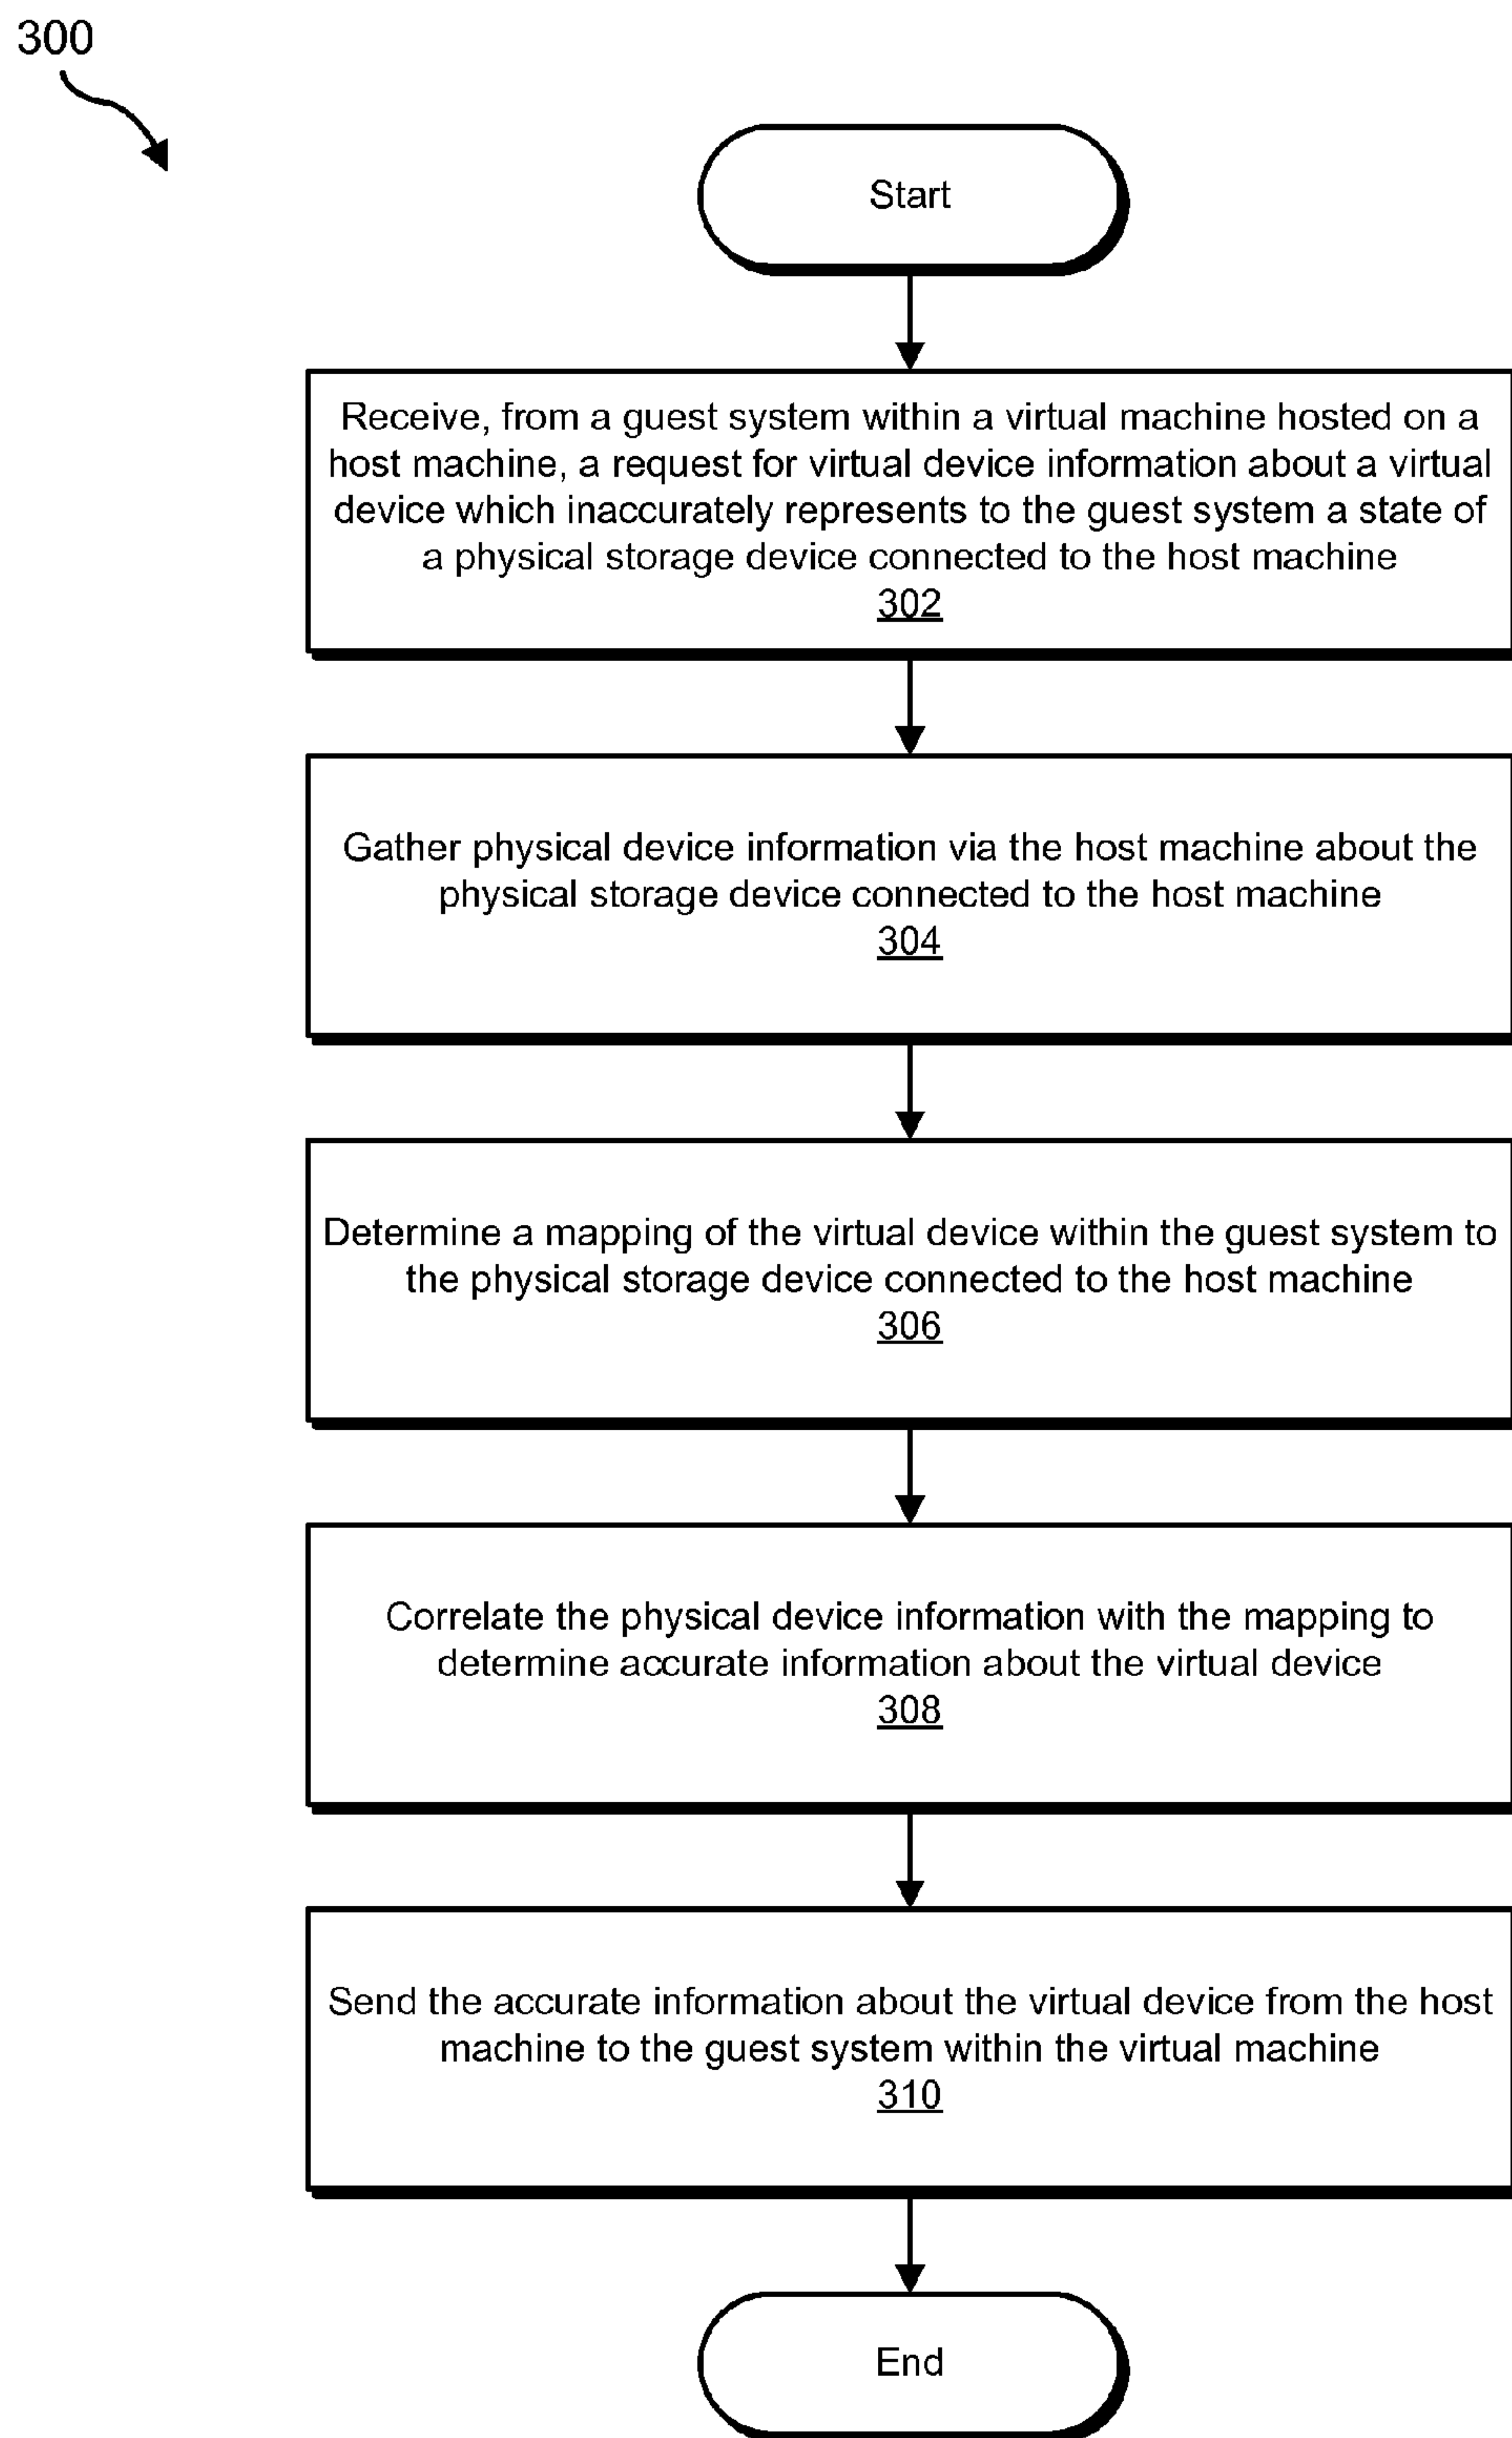 300
Start
Receive, from a guest system within a virtual machine hosted on a
host machine, a request for virtual device information about a virtual
device which inaccurately represents to the guest system a state of
a physical storage device connected to the host machine
302
Gather physical device information via the host machine about the
physical storage device connected to the host machine
304
Determine a mapping of the virtual device within the guest system to
the physical storage device connected to the host machine
306
Correlate the physical device information with the mapping to
determine accurate information about the virtual device
308
Send the accurate information about the virtual device from the host
machine to the guest system within the virtual machine
310
End